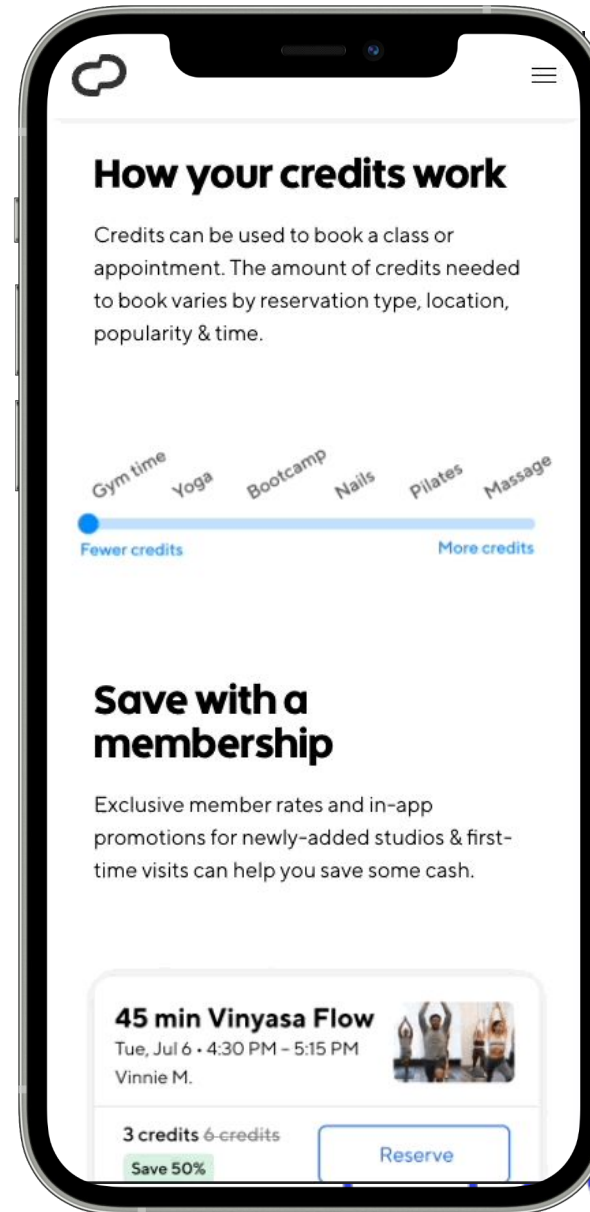 How your credits work
Credits can be used to book a class or
appointment. The amount of credits needed
to book varies by reservation type, location,
popularity & time.
Gym time
Yoga
Bootcamp
Nails
Pilates
Massage
Fewer credits
More credits
Save with a
membership
Exclusive member rates and in-app
promotions for newly-added studios & first-
time visits can help you save some cash.
45 min Vinyasa Flow
Tue, Jul 6 • 4:30 PM – 5:15 PM
Vinnie M.
3 credits 6 credits
Reserve
Save 50%